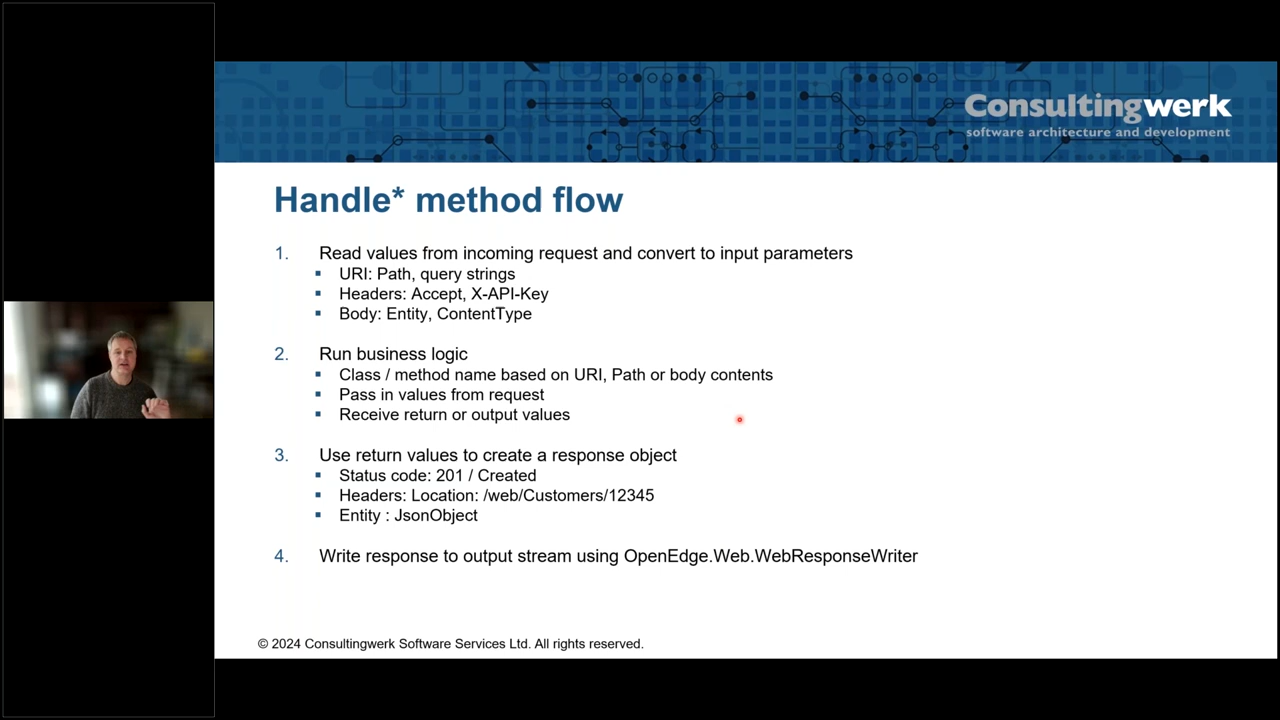 Consultingwerk
software architecture and development
Handle* method flow
1. Read values from incoming request and convert to input parameters
▪ URI: Path, query strings
▪ Headers: Accept, X-API-Key
▪ Body: Entity, ContentType
2. Run business logic
▪ Class / method name based on URI, Path or body contents
▪ Pass in values from request
▪ Receive return or output values
3. Use return values to create a response object
▪ Status code: 201 / Created
▪ Headers: Location: /web/Customers/12345
▪ Entity : JsonObject
4. Write response to output stream using OpenEdge.Web.WebResponseWriter
© 2024 Consultingwerk Software Services Ltd. All rights reserved.